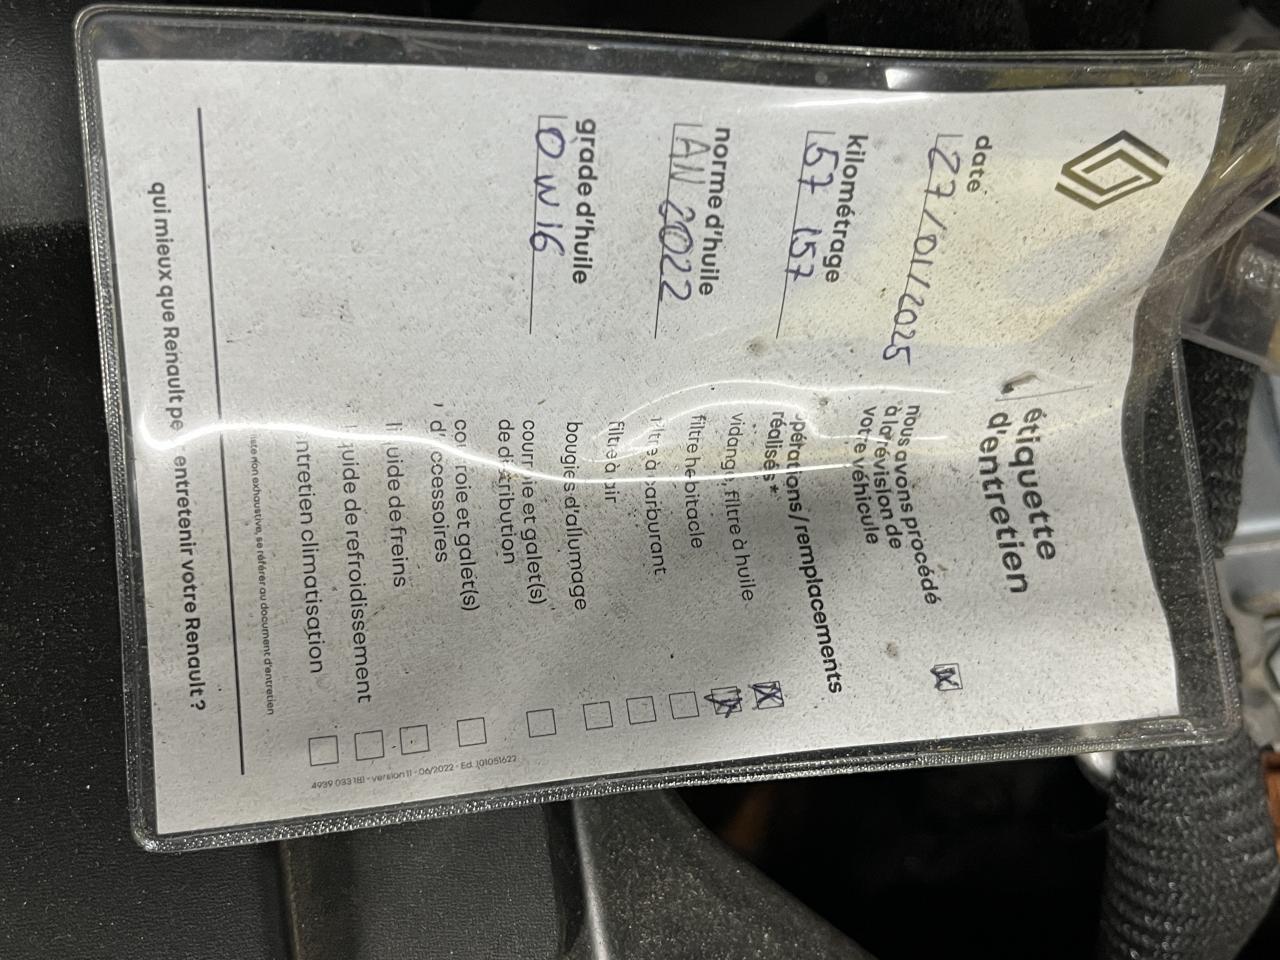 étiquette
d'entretien
date
27/01/2025
kilométrage
57 157
norme d'huile
AN 2022
grade d'huile
0W16
nous avons procédé
à la révision de
votre véhicule
opérations/remplacements
réalisés*
vidange, filtre à huile
filtre habitacle
filtre à carburant
filtre à air
bougies d'allumage
courroie et galet(s)
de distribution
courroie et galet(s)
d'accessoires
liquide de freins
liquide de refroidissement
entretien climatisation
liste non exhaustive, se référer au document d'entretien
qui mieux que Renault pe entretenir votre Renault ?
4939 033 181 - version 11 - 06/2022 - Ed. 101051622